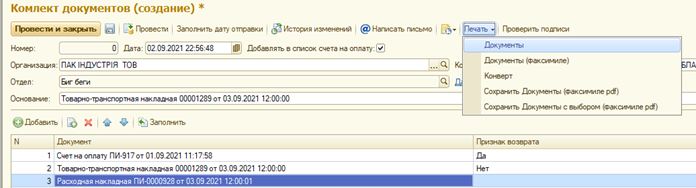 Комлект документов (создание) *
Провести и закрыть Провести Заполнить дату отправки История изменений Написать письмо Печать Проверить подписи
Номер: 0 Дата: 02.09.2021 22:56:48 Добавлять в список счета на оплату:
Документы
Организация: ПАК ІНДУСТРІЯ ТОВ ...
Документы (факсимиле)
Отдел: Биг беги
Конверт
Сохранить Документы (факсимиле pdf)
Основание: Товарно-транспортная накладная 00001289 от 03.09.2021 12:00:00
Сохранить Документы с выбором (факсимиле pdf)
Добавить Заполнить
N Документ Признак возврата
1 Счет на оплату ПИ-917 от 01.09.2021 11:17:58 Да
2 Товарно-транспортная накладная 00001289 от 03.09.2021 12:00:00 Нет
3 Расходная накладная ПИ-0000928 от 03.09.2021 12:00:01